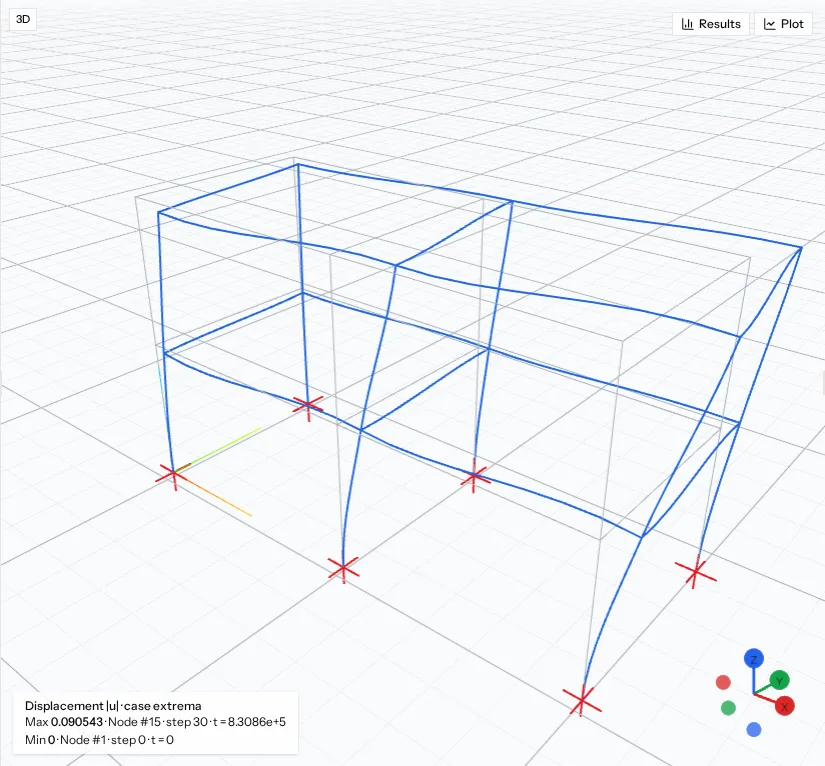 3D
Results
Plot
Displacement |u| · case extrema
Max 0.090543 · Node #15 · step 30 · t = 8.3086e+5
Min 0 · Node #1 · step 0 · t = 0
Z
Y
X